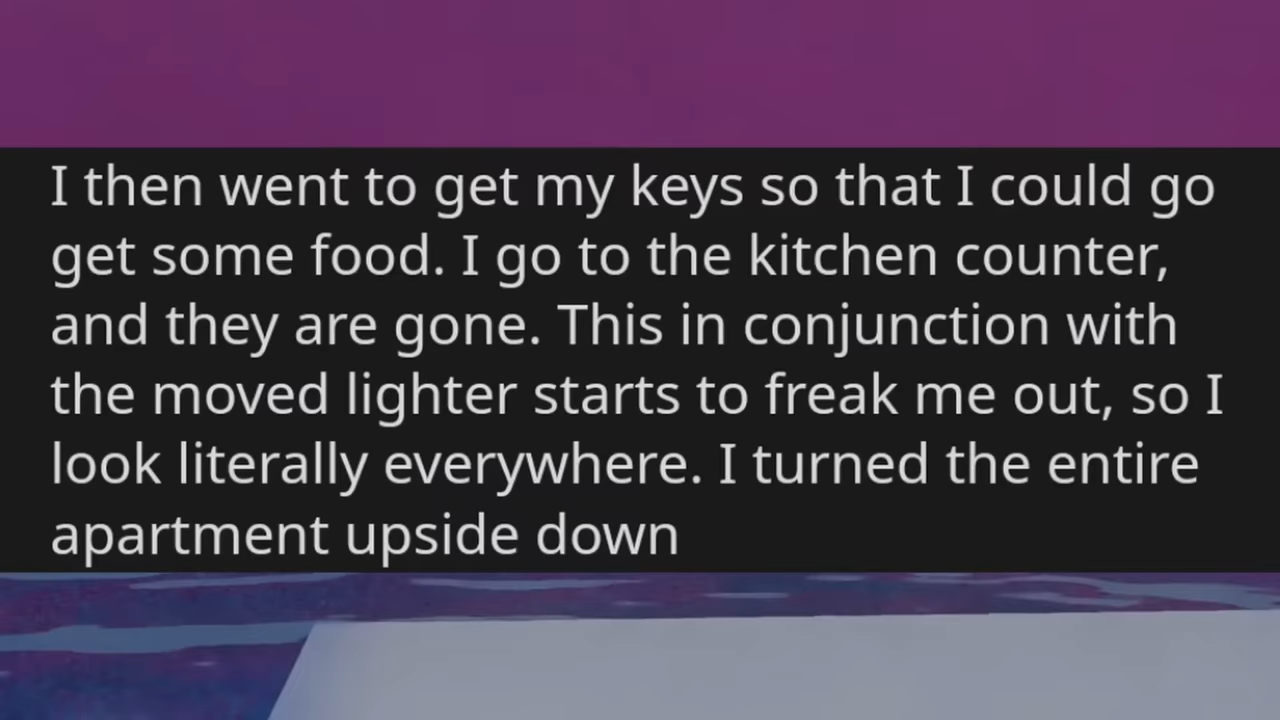 I then went to get my keys so that I could go
get some food. I go to the kitchen counter,
and they are gone. This in conjunction with
the moved lighter starts to freak me out, so I
look literally everywhere. I turned the entire
apartment upside down